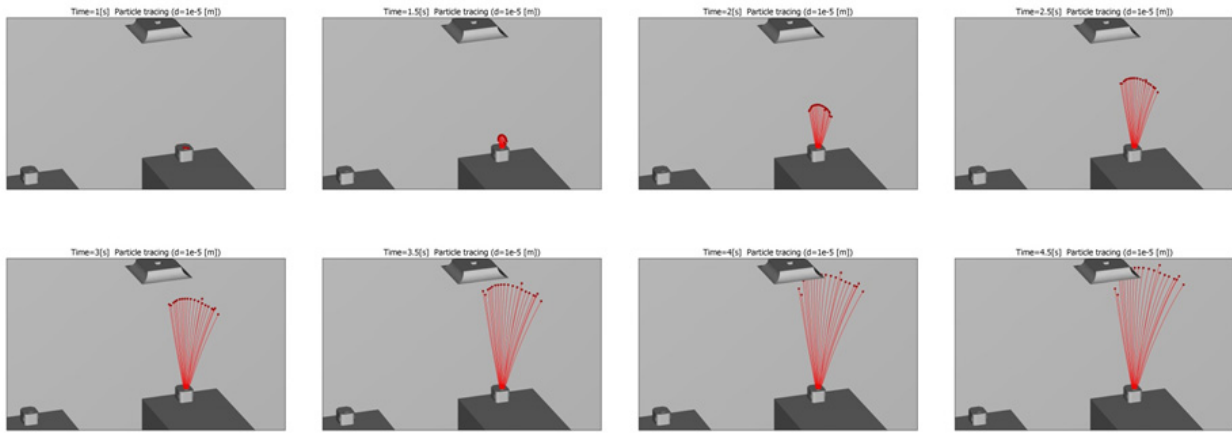 Time=1[s] Particle tracing (d=1e-5 [m])
Time=1.5[s] Particle tracing (d=1e-5 [m])
Time=2[s] Particle tracing (d=1e-5 [m])
Time=2.5[s] Particle tracing (d=1e-5 [m])
Time=3[s] Particle tracing (d=1e-5 [m])
Time=3.5[s] Particle tracing (d=1e-5 [m])
Time=4[s] Particle tracing (d=1e-5 [m])
Time=4.5[s] Particle tracing (d=1e-5 [m])